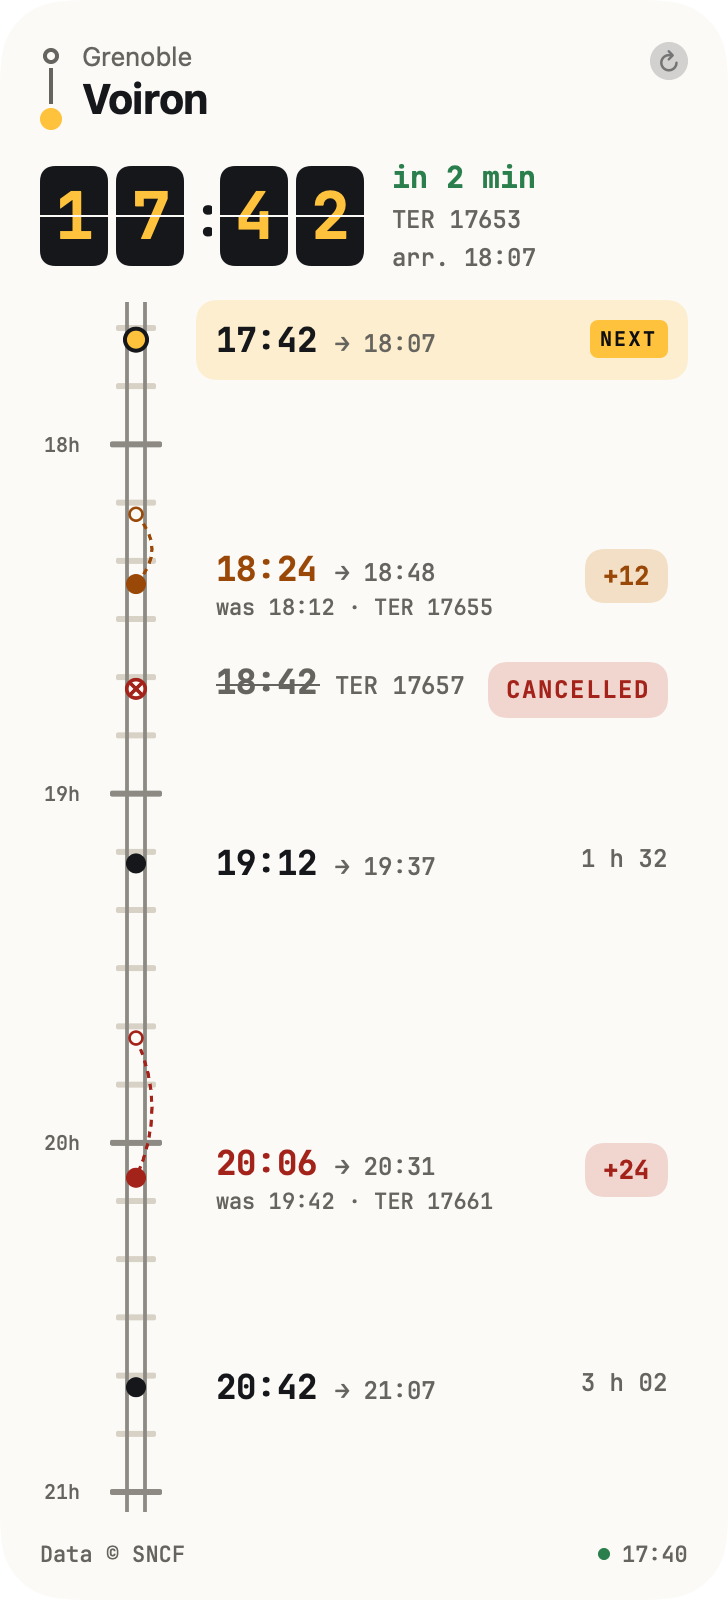 Grenoble
Voiron
17:42
in 2 min
TER 17653
arr. 18:07
17:42 → 18:07 NEXT
18h
18:24 → 18:48 +12
was 18:12 · TER 17655
18:42 TER 17657 CANCELLED
19h
19:12 → 19:37 1 h 32
20h
20:06 → 20:31 +24
was 19:42 · TER 17661
20:42 → 21:07 3 h 02
21h
Data © SNCF 17:40